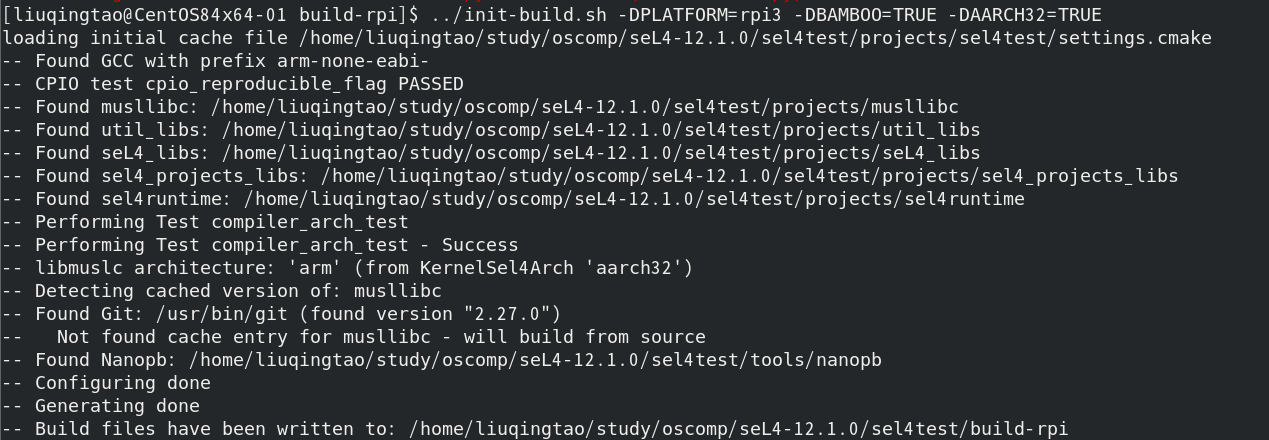 [liuqingtao@CentOS84x64-01 build-rpi]$ ../init-build.sh -DPLATFORM=rpi3 -DBAMBOO=TRUE -DAARCH32=TRUE
loading initial cache file /home/liuqingtao/study/oscomp/seL4-12.1.0/sel4test/projects/sel4test/settings.cmake
-- Found GCC with prefix arm-none-eabi-
-- CPIO test cpio_reproducible_flag PASSED
-- Found musllibc: /home/liuqingtao/study/oscomp/seL4-12.1.0/sel4test/projects/musllibc
-- Found util_libs: /home/liuqingtao/study/oscomp/seL4-12.1.0/sel4test/projects/util_libs
-- Found seL4_libs: /home/liuqingtao/study/oscomp/seL4-12.1.0/sel4test/projects/seL4_libs
-- Found sel4_projects_libs: /home/liuqingtao/study/oscomp/seL4-12.1.0/sel4test/projects/sel4_projects_libs
-- Found sel4runtime: /home/liuqingtao/study/oscomp/seL4-12.1.0/sel4test/projects/sel4runtime
-- Performing Test compiler_arch_test
-- Performing Test compiler_arch_test - Success
-- libmuslc architecture: 'arm' (from KernelSel4Arch 'aarch32')
-- Detecting cached version of: musllibc
-- Found Git: /usr/bin/git (found version "2.27.0")
--   Not found cache entry for musllibc - will build from source
-- Found Nanopb: /home/liuqingtao/study/oscomp/seL4-12.1.0/sel4test/tools/nanopb
-- Configuring done
-- Generating done
-- Build files have been written to: /home/liuqingtao/study/oscomp/seL4-12.1.0/sel4test/build-rpi